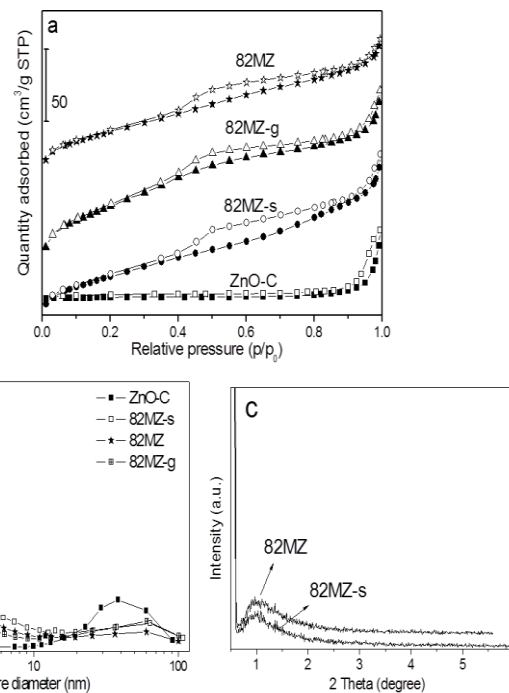 a
Quantity adsorbed (cm³/g STP)
50
82MZ
82MZ-g
82MZ-s
ZnO-C
0.0 0.2 0.4 0.6 0.8 1.0
Relative pressure (p/p₀)
ZnO-C
82MZ-s
82MZ
82MZ-g
10 100
re diameter (nm)
c
Intensity (a.u.)
82MZ
82MZ-s
1 2 3 4 5
2 Theta (degree)